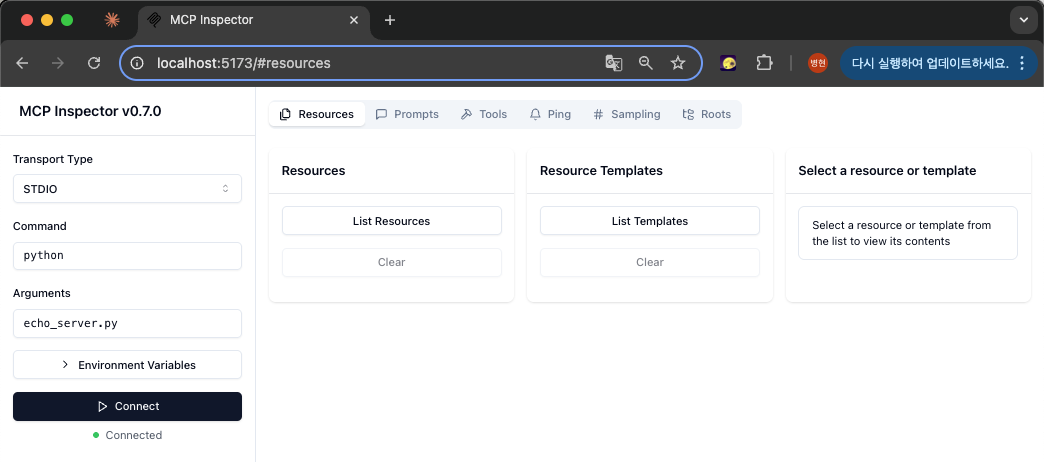 MCP Inspector
localhost:5173/#resources
병현
다시 실행하여 업데이트하세요.
MCP Inspector v0.7.0
Resources
Prompts
Tools
Ping
Sampling
Roots
Transport Type
STDIO
Command
python
Arguments
echo_server.py
Environment Variables
Connect
Connected
Resources
List Resources
Clear
Resource Templates
List Templates
Clear
Select a resource or template
Select a resource or template from
the list to view its contents